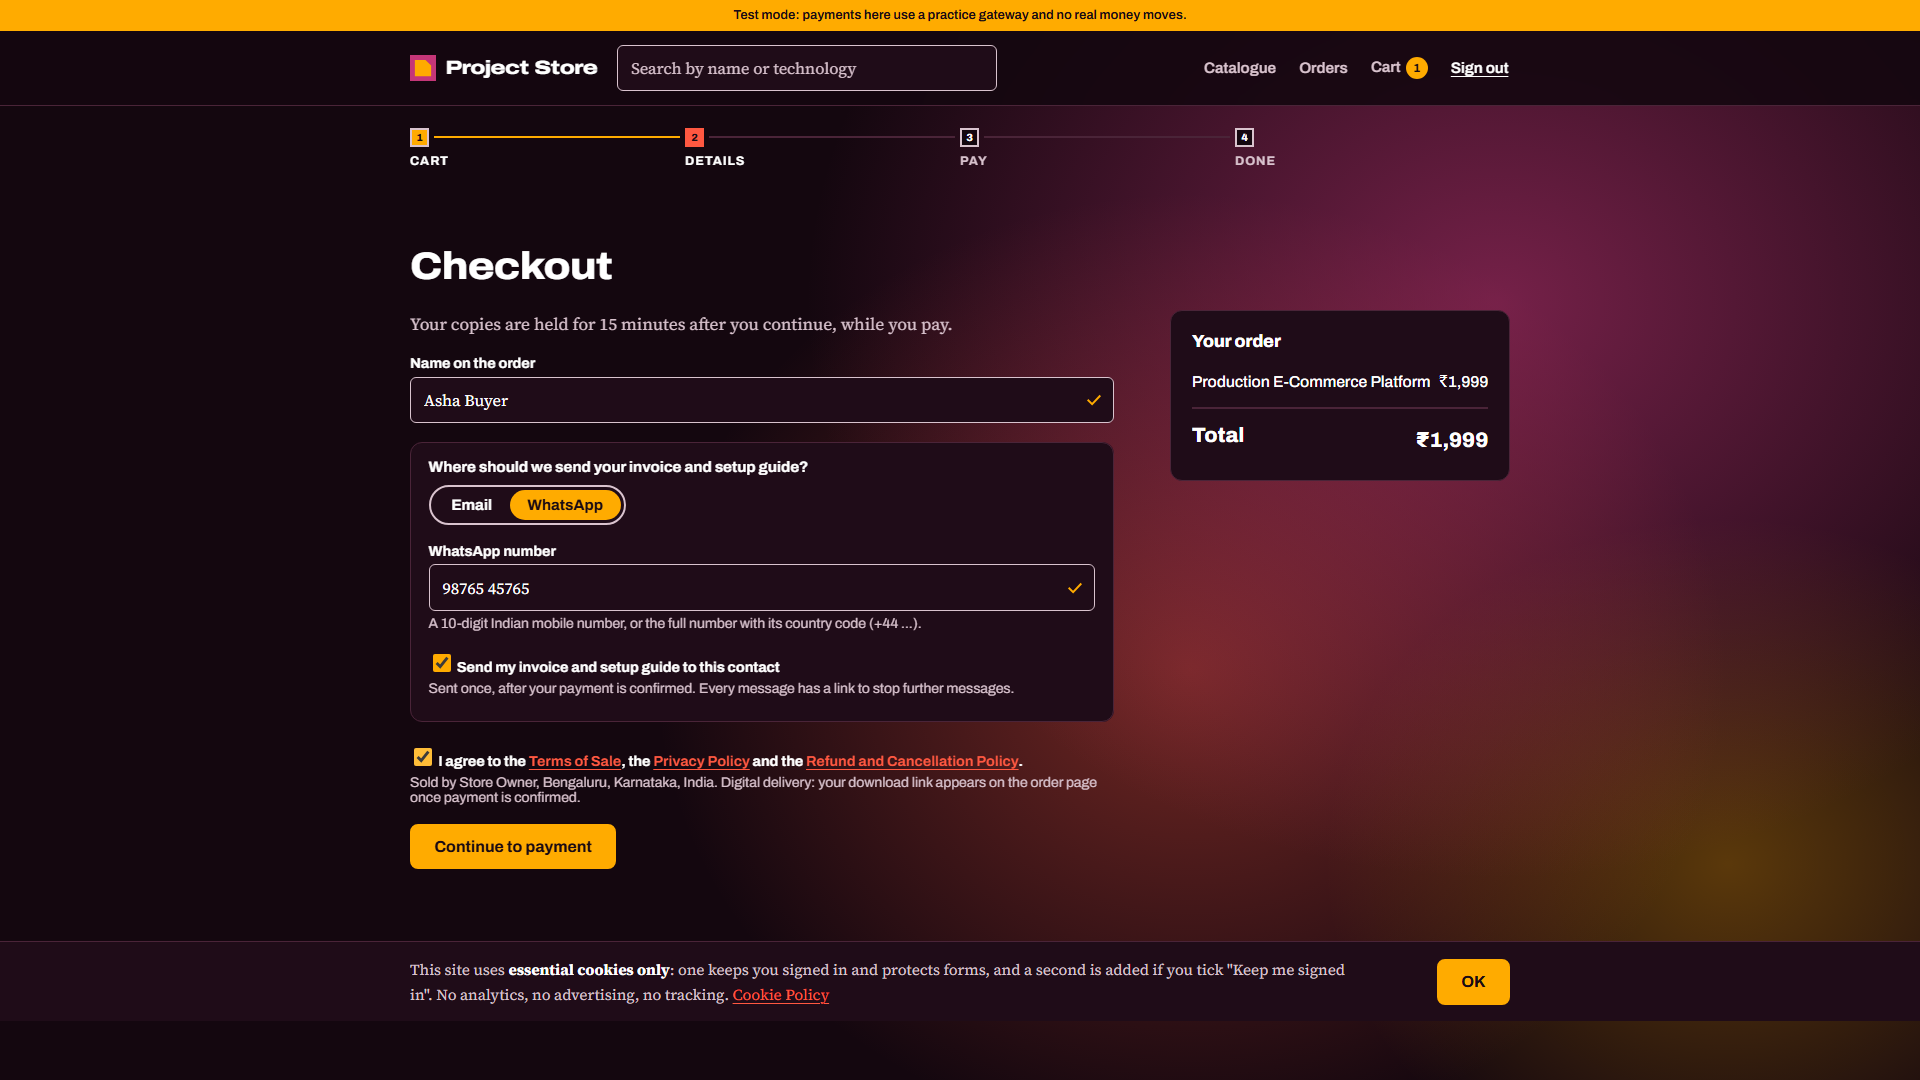 Test mode: payments here use a practice gateway and no real money moves.
Project Store
Search by name or technology
Catalogue
Orders
Cart 1
Sign out
1
2
3
4
CART
DETAILS
PAY
DONE
Checkout
Your copies are held for 15 minutes after you continue, while you pay.
Name on the order
Asha Buyer
Where should we send your invoice and setup guide?
Email
WhatsApp
WhatsApp number
98765 45765
A 10-digit Indian mobile number, or the full number with its country code (+44 ...).
Send my invoice and setup guide to this contact
Sent once, after your payment is confirmed. Every message has a link to stop further messages.
I agree to the Terms of Sale, the Privacy Policy and the Refund and Cancellation Policy.
Sold by Store Owner, Bengaluru, Karnataka, India. Digital delivery: your download link appears on the order page
once payment is confirmed.
Continue to payment
Your order
Production E-Commerce Platform ₹1,999
Total ₹1,999
This site uses essential cookies only: one keeps you signed in and protects forms, and a second is added if you tick "Keep me signed
in". No analytics, no advertising, no tracking. Cookie Policy
OK